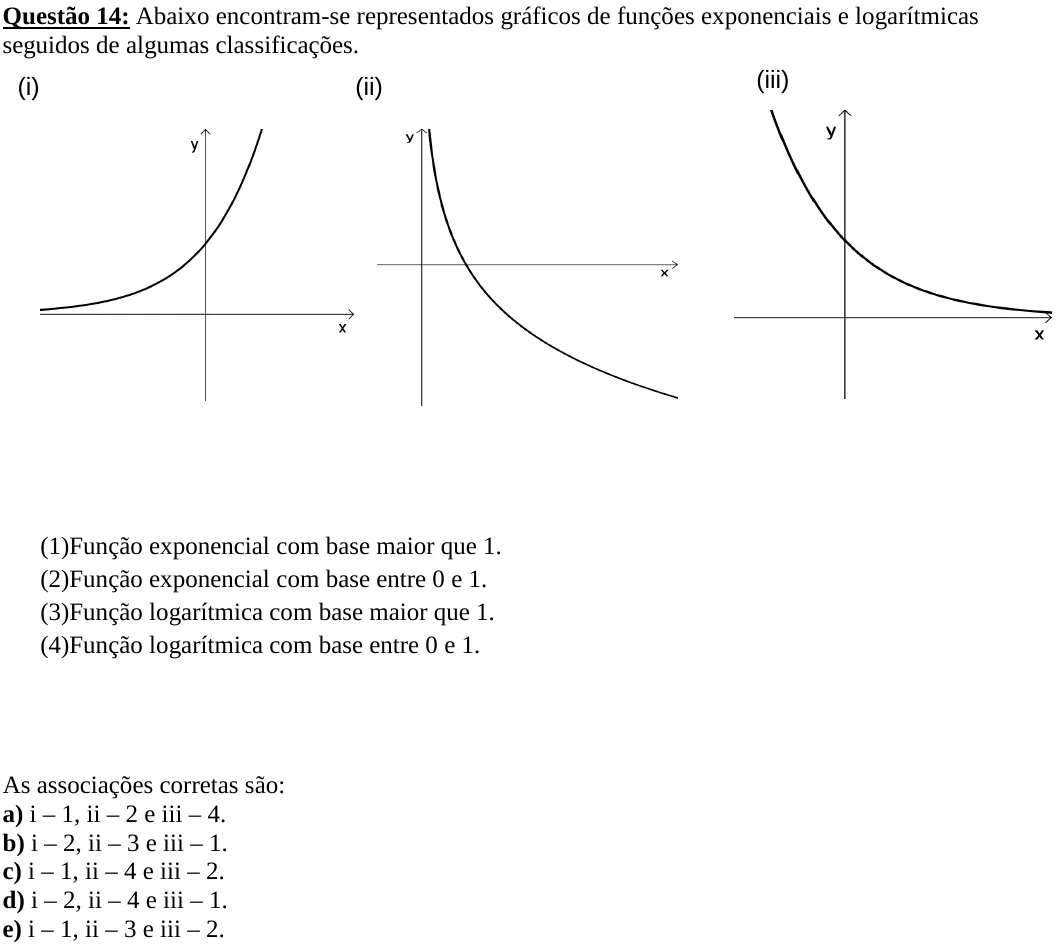 Questão 14: Abaixo encontram-se representados gráficos de funções exponenciais e logarítmicas
seguidos de algumas classificações.
(i)
(ii)
(iii)
y
x
y
x
y
x
(1)Função exponencial com base maior que 1.
(2)Função exponencial com base entre 0 e 1.
(3)Função logarítmica com base maior que 1.
(4)Função logarítmica com base entre 0 e 1.
As associações corretas são:
a) i – 1, ii – 2 e iii – 4.
b) i – 2, ii – 3 e iii – 1.
c) i – 1, ii – 4 e iii – 2.
d) i – 2, ii – 4 e iii – 1.
e) i – 1, ii – 3 e iii – 2.